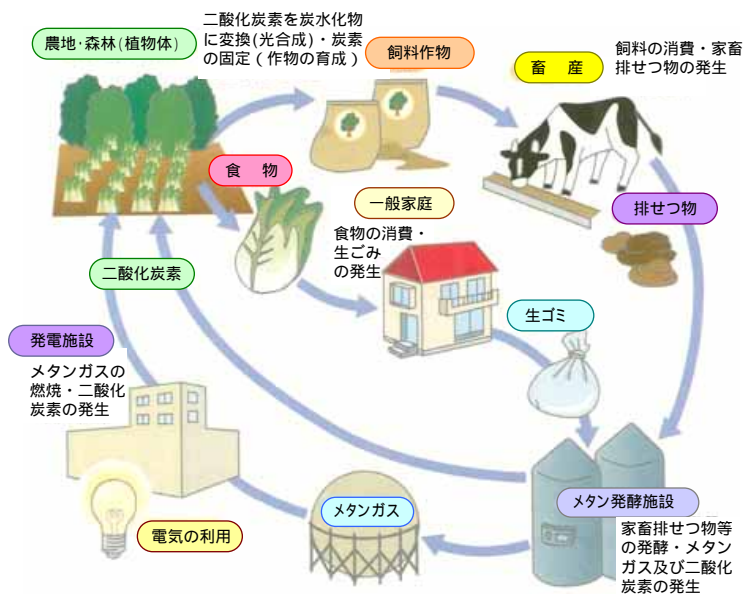 農地・森林(植物体)
二酸化炭素を炭水化物
に変換(光合成)・炭素
の固定(作物の育成)
飼料作物
畜 産
飼料の消費・家畜
排せつ物の発生
食 物
一般家庭
食物の消費・
生ごみ
の発生
排せつ物
二酸化炭素
生ゴミ
発電施設
メタンガスの
燃焼・二酸化
炭素の発生
電気の利用
メタンガス
メタン発酵施設
家畜排せつ物等
の発酵・メタン
ガス及び二酸化
炭素の発生